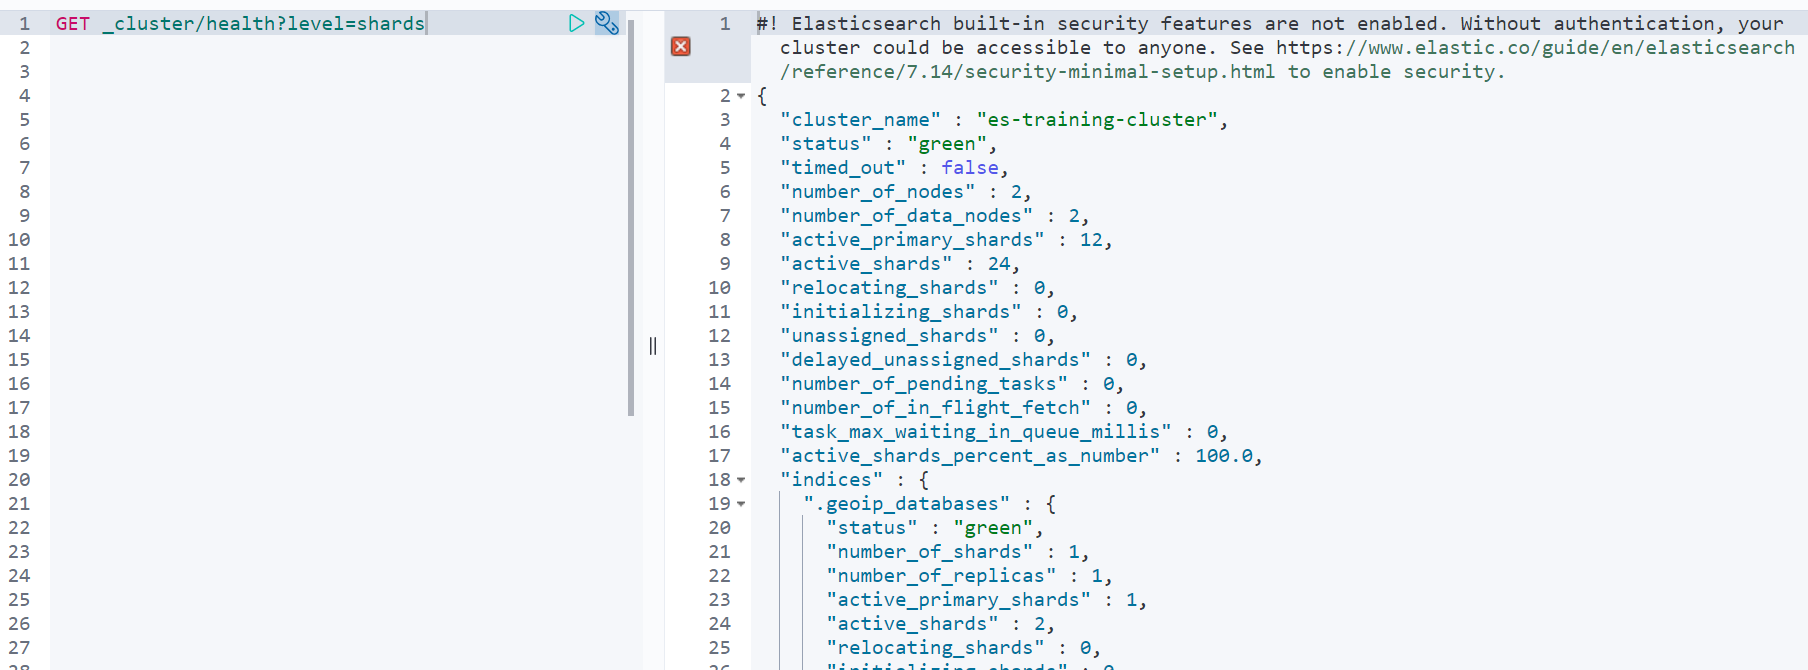 1 GET _cluster/health?level=shards
2
3
4
5
6
7
8
9
10
11
12
13
14
15
16
17
18
19
20
21
22
23
24
25
26
27
28
1 #! Elasticsearch built-in security features are not enabled. Without authentication, your
cluster could be accessible to anyone. See https://www.elastic.co/guide/en/elasticsearch
/reference/7.14/security-minimal-setup.html to enable security.
2 {
3 "cluster_name" : "es-training-cluster",
4 "status" : "green",
5 "timed_out" : false,
6 "number_of_nodes" : 2,
7 "number_of_data_nodes" : 2,
8 "active_primary_shards" : 12,
9 "active_shards" : 24,
10 "relocating_shards" : 0,
11 "initializing_shards" : 0,
12 "unassigned_shards" : 0,
13 "delayed_unassigned_shards" : 0,
14 "number_of_pending_tasks" : 0,
15 "number_of_in_flight_fetch" : 0,
16 "task_max_waiting_in_queue_millis" : 0,
17 "active_shards_percent_as_number" : 100.0,
18 "indices" : {
19 ".geoip_databases" : {
20 "status" : "green",
21 "number_of_shards" : 1,
22 "number_of_replicas" : 1,
23 "active_primary_shards" : 1,
24 "active_shards" : 2,
25 "relocating_shards" : 0,
26 "initializing_shards" : 0